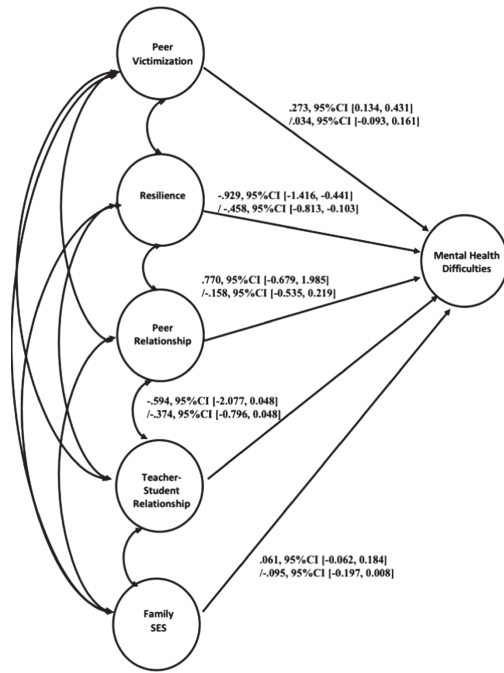 Peer
Victimization
.273, 95%CI [0.134, 0.431]
/.034, 95%CI [-0.093, 0.161]
Resilience
-.929, 95%CI [-1.416, -0.441]
/ -.458, 95%CI [-0.813, -0.103]
Mental Health
Difficulties
.770, 95%CI [-0.679, 1.985]
/-.158, 95%CI [-0.535, 0.219]
Peer
Relationship
-.594, 95%CI [-2.077, 0.048]
/-.374, 95%CI [-0.796, 0.048]
Teacher-
Student
Relationship
.061, 95%CI [-0.062, 0.184]
/-.095, 95%CI [-0.197, 0.008]
Family
SES